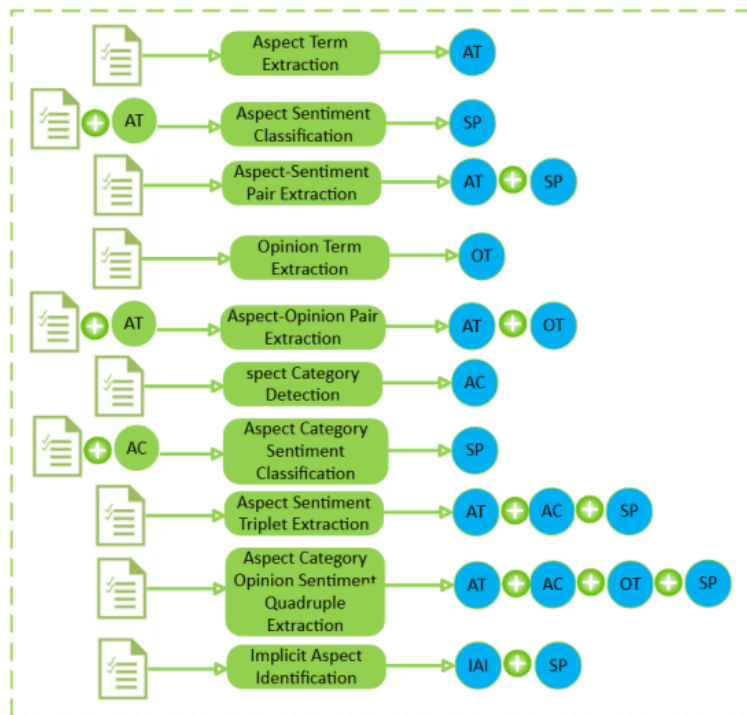 Aspect Term
Extraction
AT
AT
Aspect Sentiment
Classification
SP
Aspect-Sentiment
Pair Extraction
AT
SP
Opinion Term
Extraction
OT
AT
Aspect-Opinion Pair
Extraction
AT
OT
spect Category
Detection
AC
AC
Aspect Category
Sentiment
Classification
SP
Aspect Sentiment
Triplet Extraction
AT
AC
SP
Aspect Category
Opinion Sentiment
Quadruple
Extraction
AT
AC
OT
SP
Implicit Aspect
Identification
IAI
SP